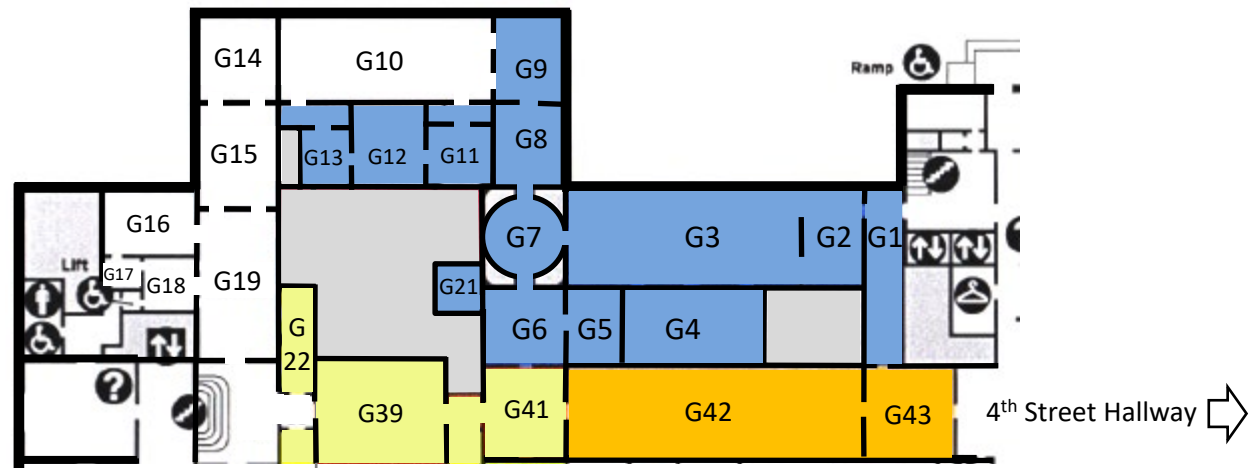 G14
G10
G9
Ramp
G15
G13
G12
G11
G8
G16
G7
G3
G2
G1
Lift
G17
G18
G19
G21
G
22
G6
G5
G4
?
G39
G41
G42
G43
4th Street Hallway